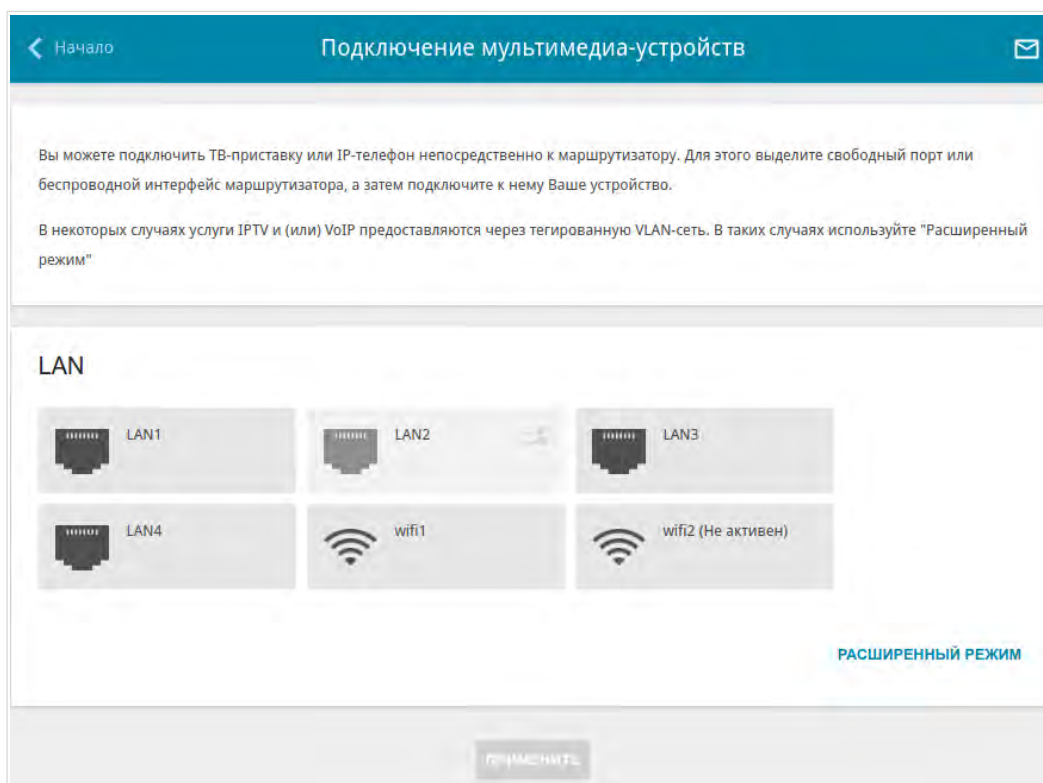 Начало
Подключение мультимедиа-устройств
Вы можете подключить ТВ-приставку или IP-телефон непосредственно к маршрутизатору. Для этого выделите свободный порт или
беспроводной интерфейс маршрутизатора, а затем подключите к нему Ваше устройство.
В некоторых случаях услуги IPTV и (или) VoIP предоставляются через тегированную VLAN-сеть. В таких случаях используйте "Расширенный
режим"
LAN
LAN1
LAN2
LAN3
LAN4
wifi1
wifi2 (Не активен)
РАСШИРЕННЫЙ РЕЖИМ
ПРИМЕНИТЬ